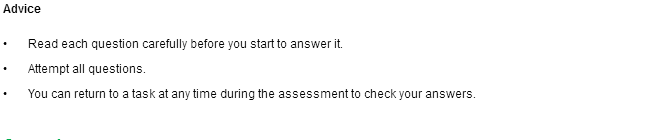 Advice
• Read each question carefully before you start to answer it.
• Attempt all questions.
• You can return to a task at any time during the assessment to check your answers.